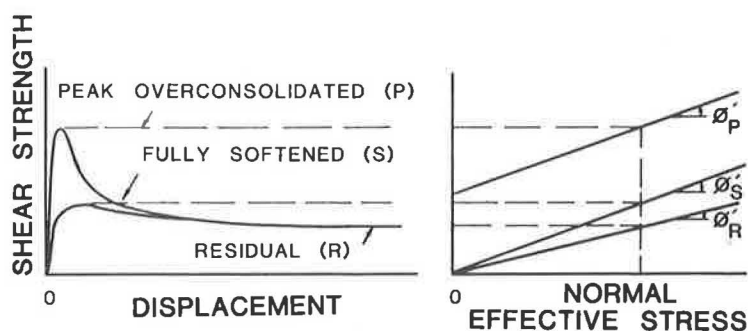 SHEAR STRENGTH
PEAK OVERCONSOLIDATED (P)
FULLY SOFTENED (S)
RESIDUAL (R)
0
DISPLACEMENT
Ø′P
Ø′S
Ø′R
0
NORMAL
EFFECTIVE STRESS